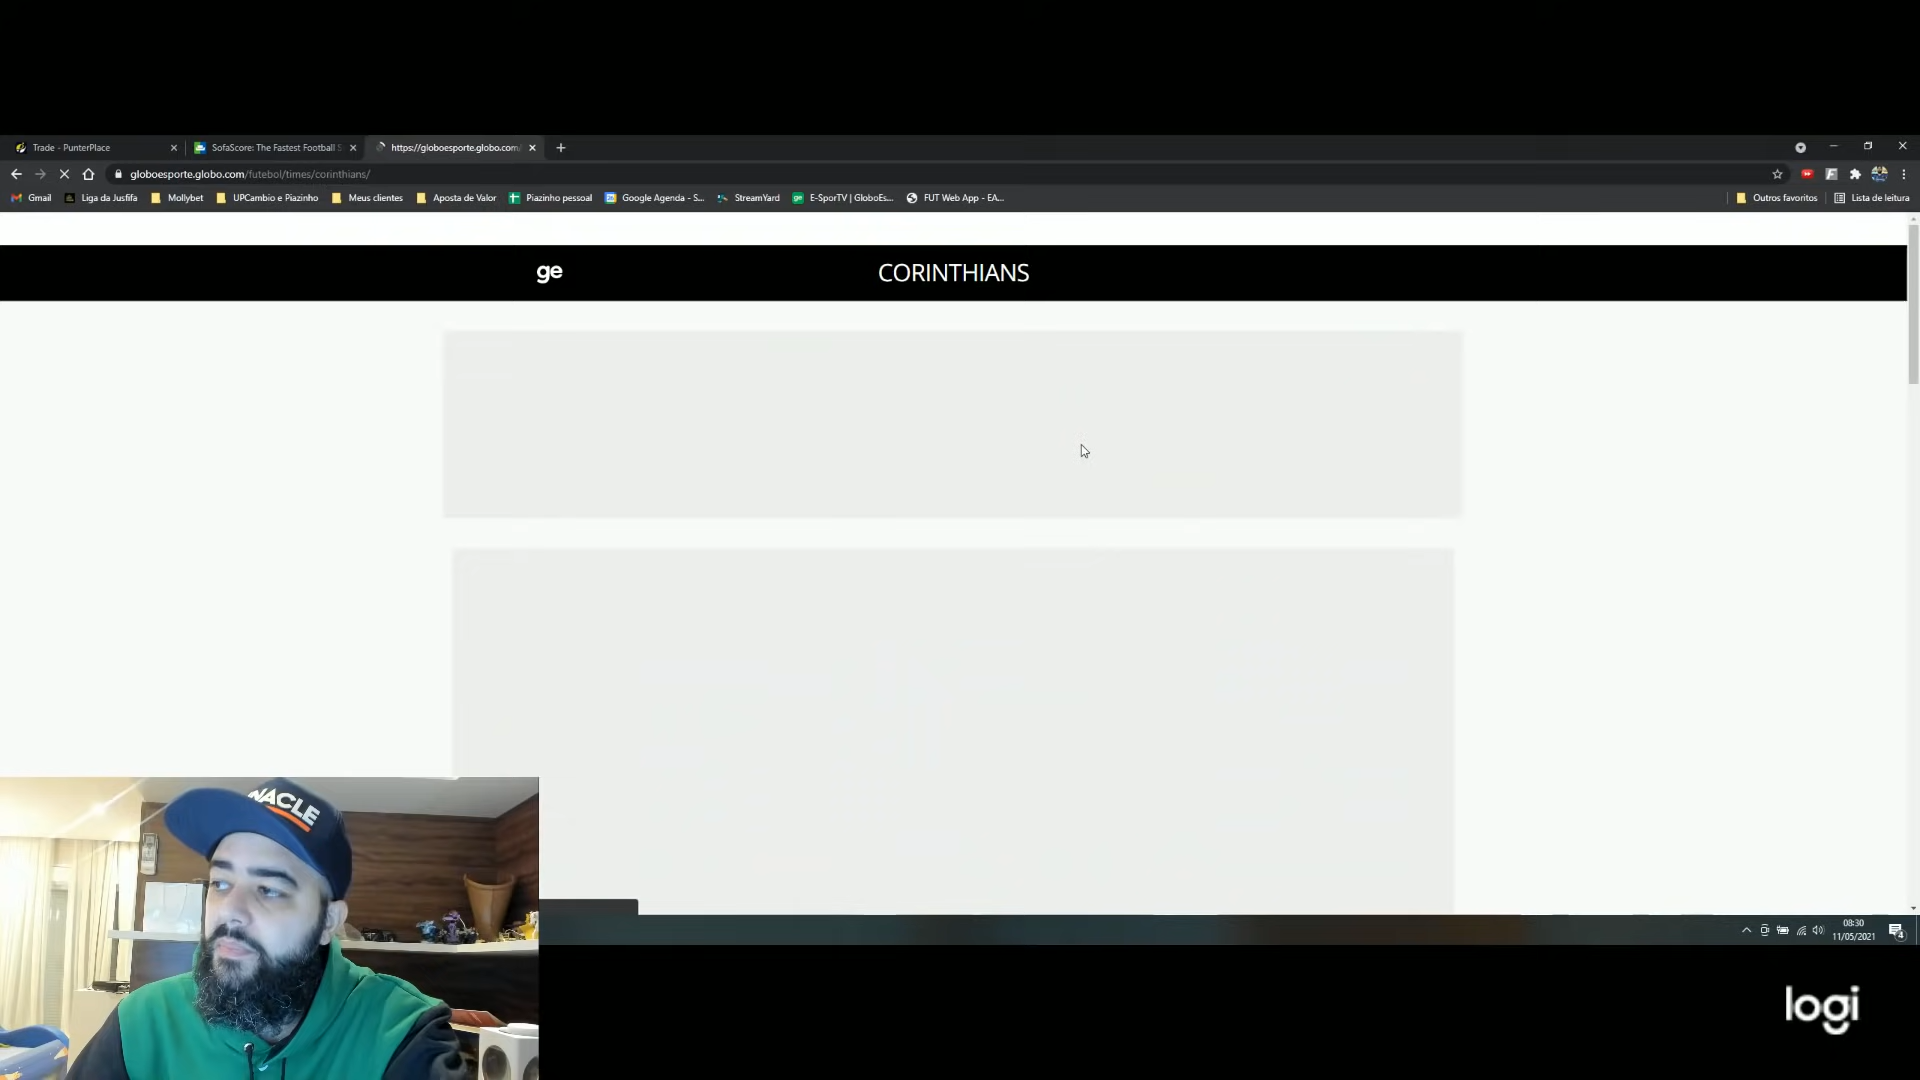 Trade - PunterPlace
SofaScore: The Fastest Football S
https://globoesporte.globo.com/
globoesporte.globo.com/futebol/times/corinthians/
Gmail
Liga da Jusfifa
Mollybet
UPCambio e Piazinho
Meus clientes
Aposta de Valor
Piazinho pessoal
Google Agenda - S...
StreamYard
E-SporTV | GloboEs...
FUT Web App - EA...
Outros favoritos
Lista de leitura
ge
CORINTHIANS
NACLE
08:30
11/05/2021
4
logi